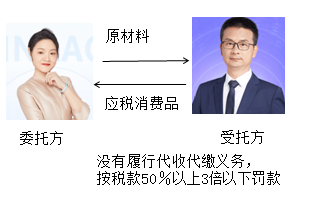 原材料
应税消费品
委托方
受托方
没有履行代收代缴义务，
按税款50％以上3倍以下罚款